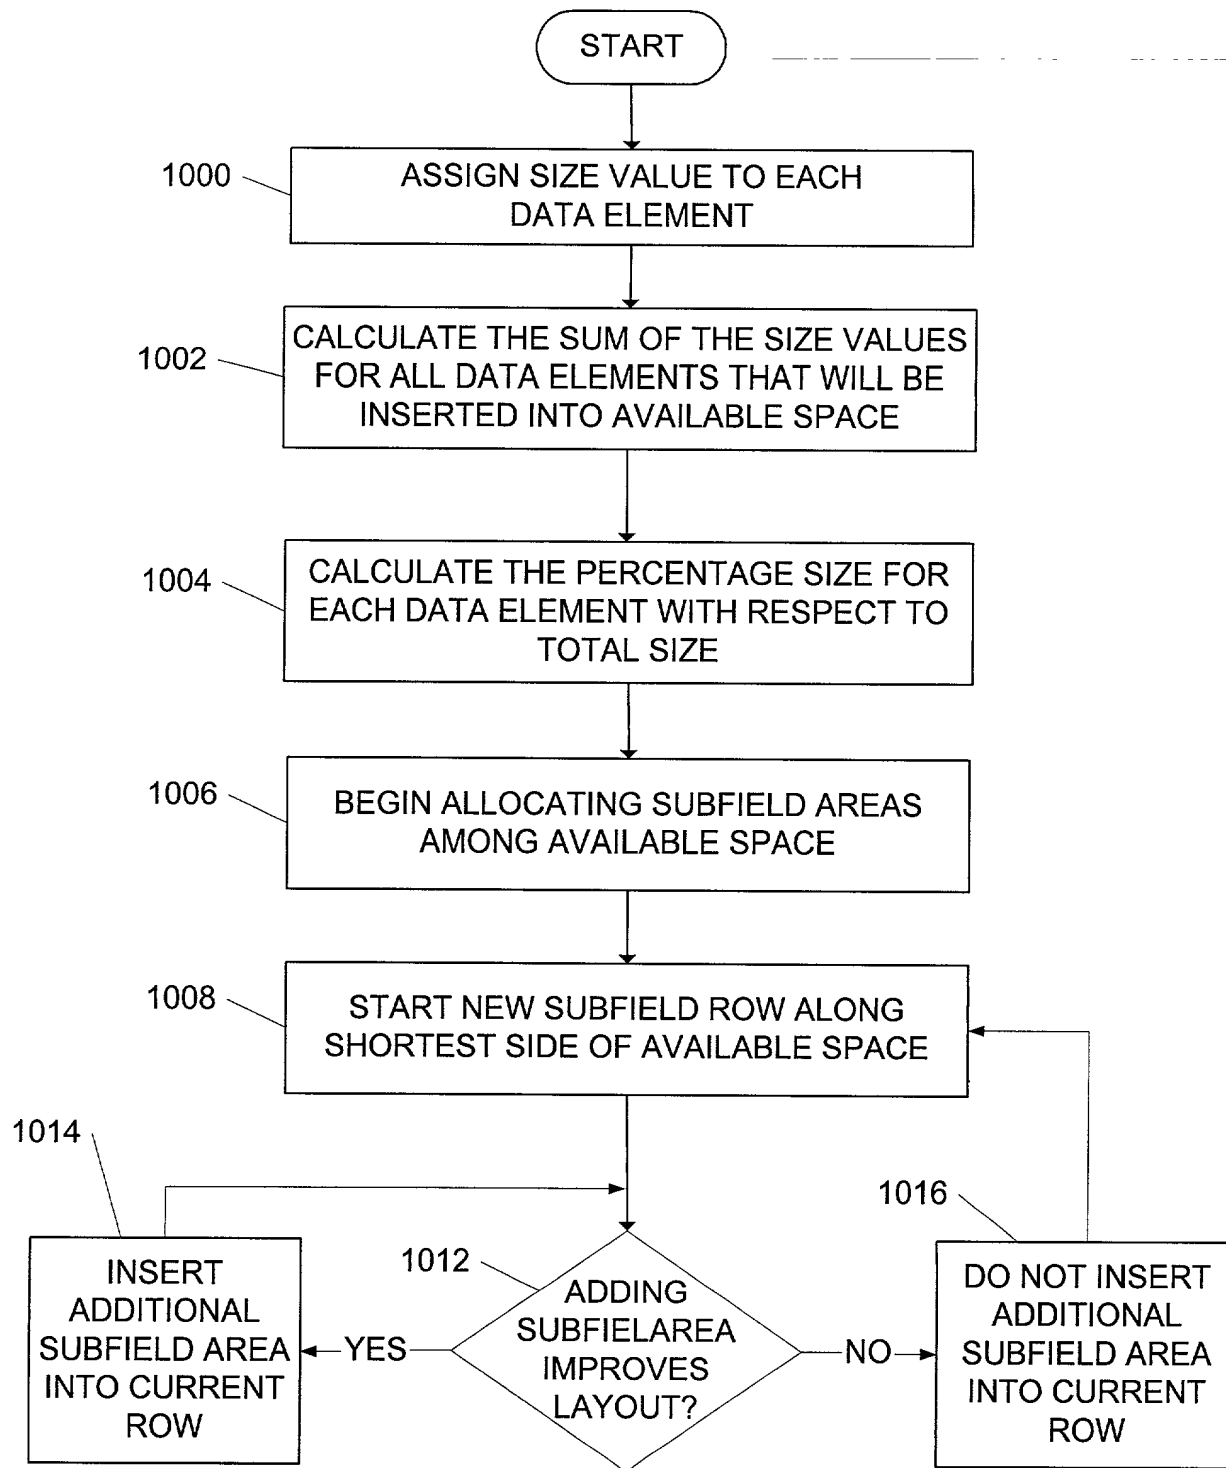 START
1000
ASSIGN SIZE VALUE TO EACH
DATA ELEMENT
1002
CALCULATE THE SUM OF THE SIZE VALUES
FOR ALL DATA ELEMENTS THAT WILL BE
INSERTED INTO AVAILABLE SPACE
1004
CALCULATE THE PERCENTAGE SIZE FOR
EACH DATA ELEMENT WITH RESPECT TO
TOTAL SIZE
1006
BEGIN ALLOCATING SUBFIELD AREAS
AMONG AVAILABLE SPACE
1008
START NEW SUBFIELD ROW ALONG
SHORTEST SIDE OF AVAILABLE SPACE
1014
INSERT
ADDITIONAL
SUBFIELD AREA
INTO CURRENT
ROW
YES
1012
ADDING
SUBFIELAREA
IMPROVES
LAYOUT?
NO
1016
DO NOT INSERT
ADDITIONAL
SUBFIELD AREA
INTO CURRENT
ROW